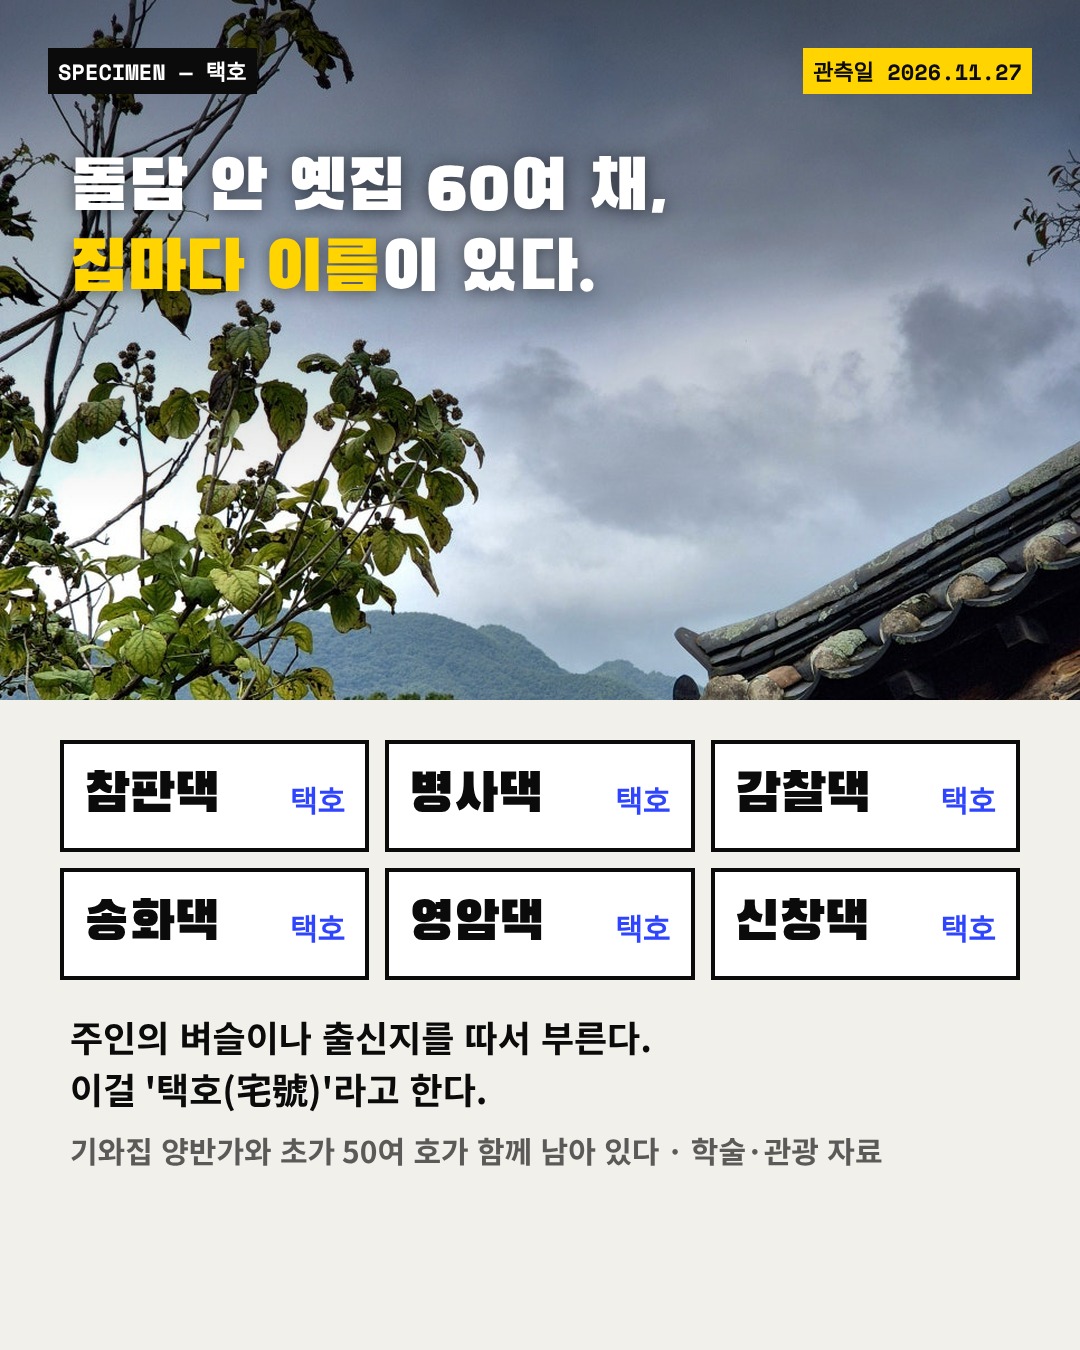 SPECIMEN — 택호
관측일 2026.11.27
돌담 안 옛집 60여 채,
집마다 이름이 있다.
참판댁 택호
병사댁 택호
감찰댁 택호
송화댁 택호
영암댁 택호
신창댁 택호
주인의 벼슬이나 출신지를 따서 부른다.
이걸 '택호(宅號)'라고 한다.
기와집 양반가와 초가 50여 호가 함께 남아 있다 · 학술·관광 자료